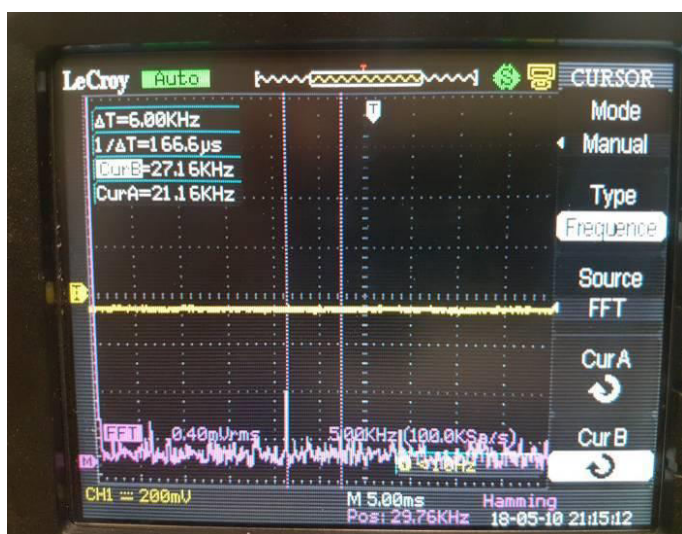 LeCroy Auto CURSOR
T
Mode
Manual
ΔT=6.00KHz
1/ΔT=166.6μs
CurB=27.16KHz
CurA=21.16KHz
Type
Frequence
Source
FFT
CurA
CurB
FFT 0.40mVrms 5.00KHz (100.0KSa/s)
M
CH1 200mV M 5.00ms Hamming
Pos: 29.76KHz 18-05-10 21:15:12